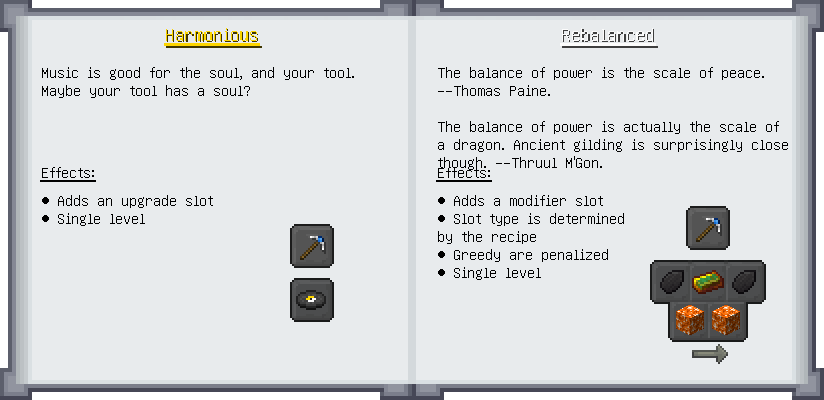 Harmonious
Music is good for the soul, and your tool.
Maybe your tool has a soul?
Effects:
● Adds an upgrade slot
● Single level
Rebalanced
The balance of power is the scale of peace.
--Thomas Paine.
The balance of power is actually the scale of
a dragon. Ancient gilding is surprisingly close
though. --Thruul M'Gon.
Effects:
● Adds a modifier slot
● Slot type is determined
by the recipe
● Greedy are penalized
● Single level